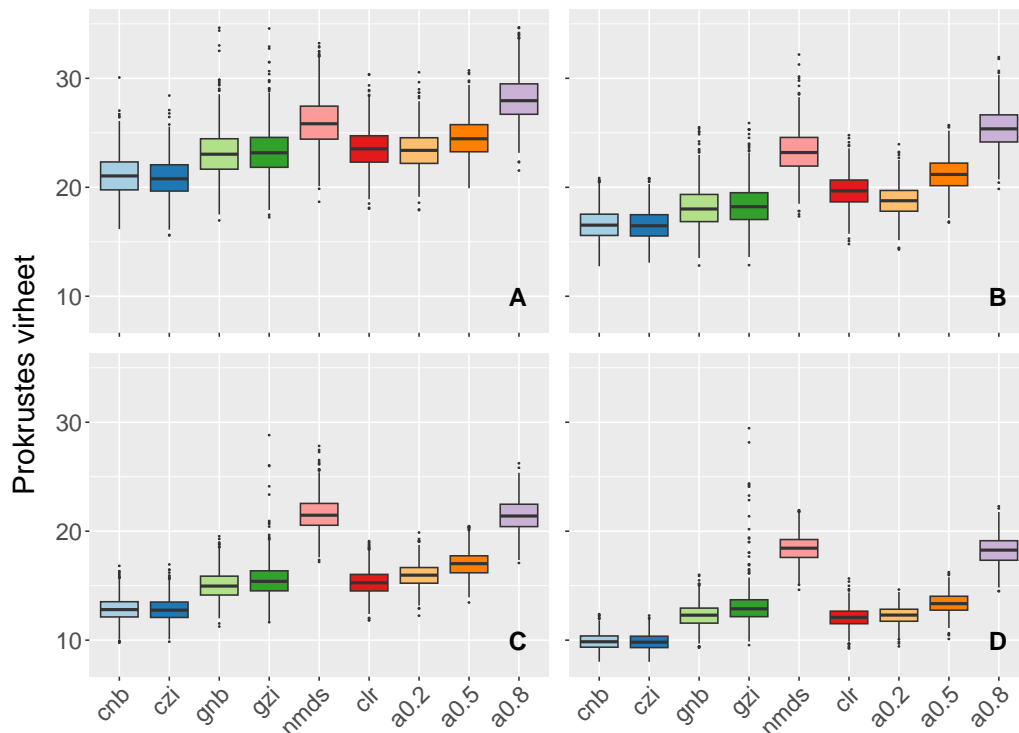 Prokrustes virheet
30
20
10
A
B
30
20
10
C
D
cnb czi gnb gzi nmds clr a0.2 a0.5 a0.8 cnb czi gnb gzi nmds clr a0.2 a0.5 a0.8